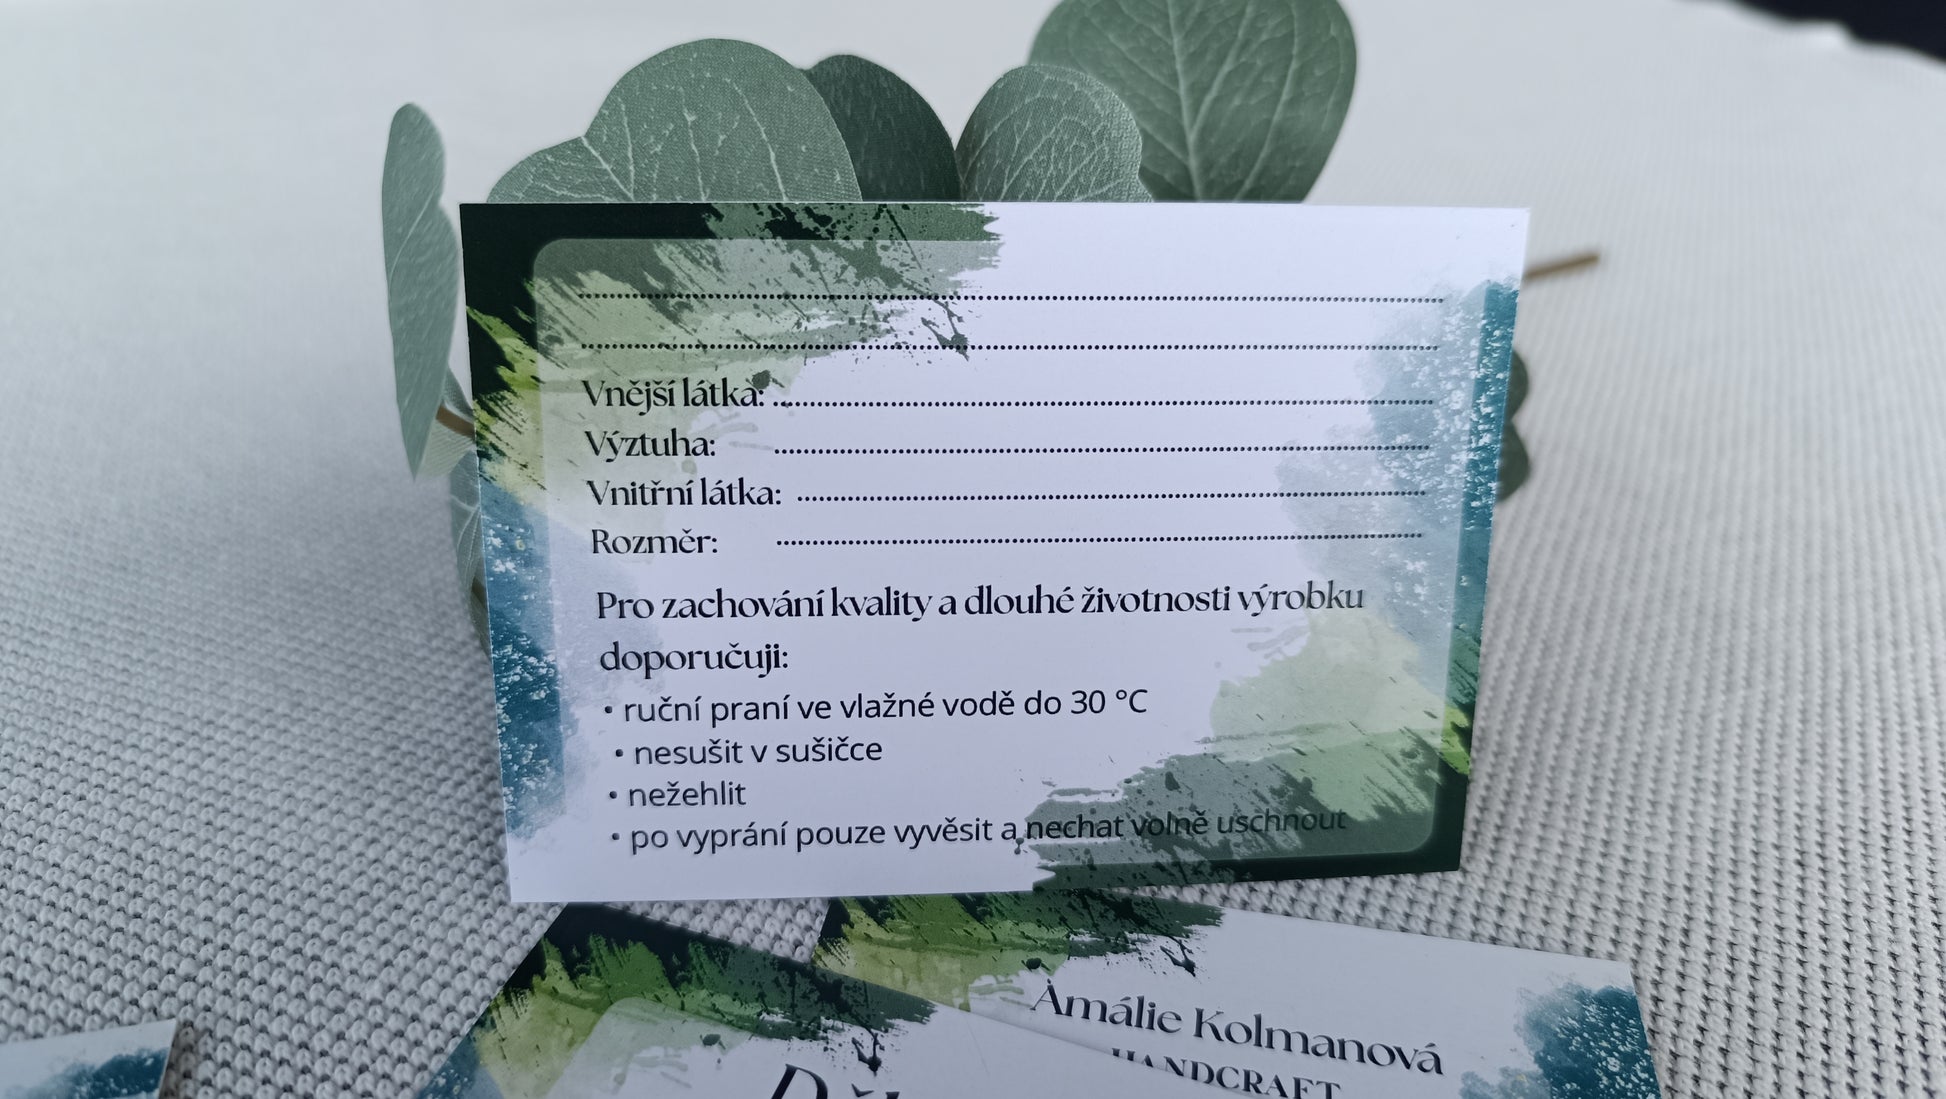 Vnější látka:
Výztuha:
Vnitřní látka:
Rozměr:
Pro zachování kvality a dlouhé životnosti výrobku
doporučuji:
• ruční praní ve vlažné vodě do 30 °C
• nesušit v sušičce
• nežehlit
• po vyprání pouze vyvěsit a nechat volně uschnout
Amálie Kolmanová
HANDCRAFT